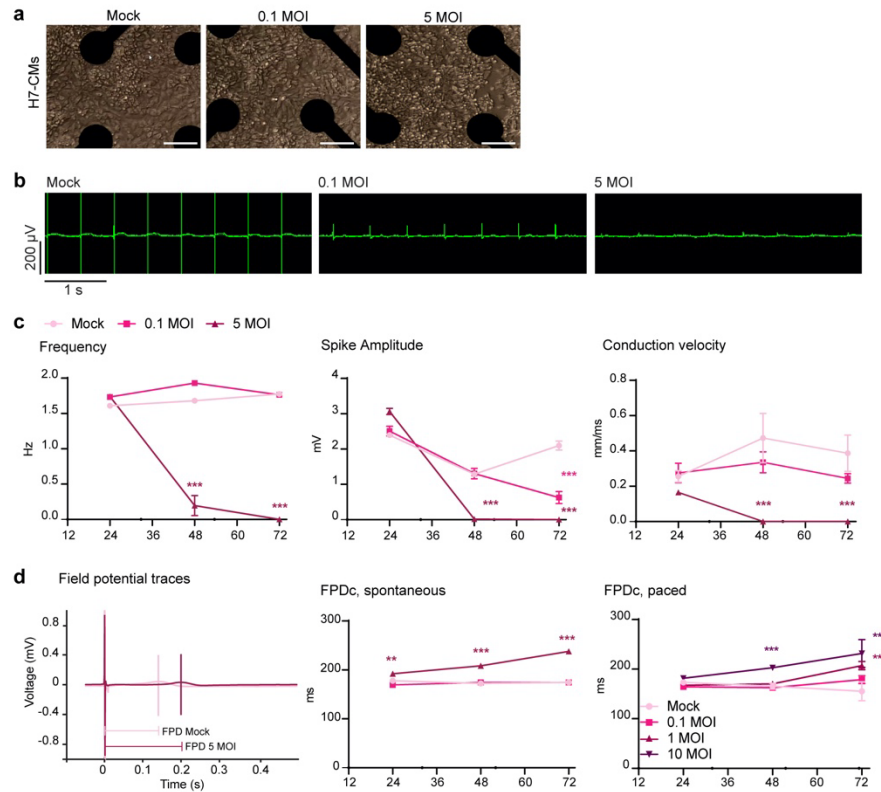 a
Mock
0.1 MOI
5 MOI
H7-CMs
b
Mock
0.1 MOI
5 MOI
200 µV
1 s
c
Mock
0.1 MOI
5 MOI
Frequency
Spike Amplitude
Conduction velocity
2.0
1.5
1.0
0.5
0.0
Hz
***
***
12 24 36 48 60 72
4
3
2
1
0
mV
***
***
***
12 24 36 48 60 72
0.8
0.6
0.4
0.2
0.0
mm/ms
***
***
12 24 36 48 60 72
d
Field potential traces
FPDc, spontaneous
FPDc, paced
Voltage (mV)
0.8
0.4
0
-0.4
-0.8
FPD Mock
FPD 5 MOI
0 0.1 0.2 0.3 0.4
Time (s)
300
200
100
0
ms
**
***
***
12 24 36 48 60 72
300
200
100
0
ms
***
**
**
Mock
0.1 MOI
1 MOI
10 MOI
12 24 36 48 60 72